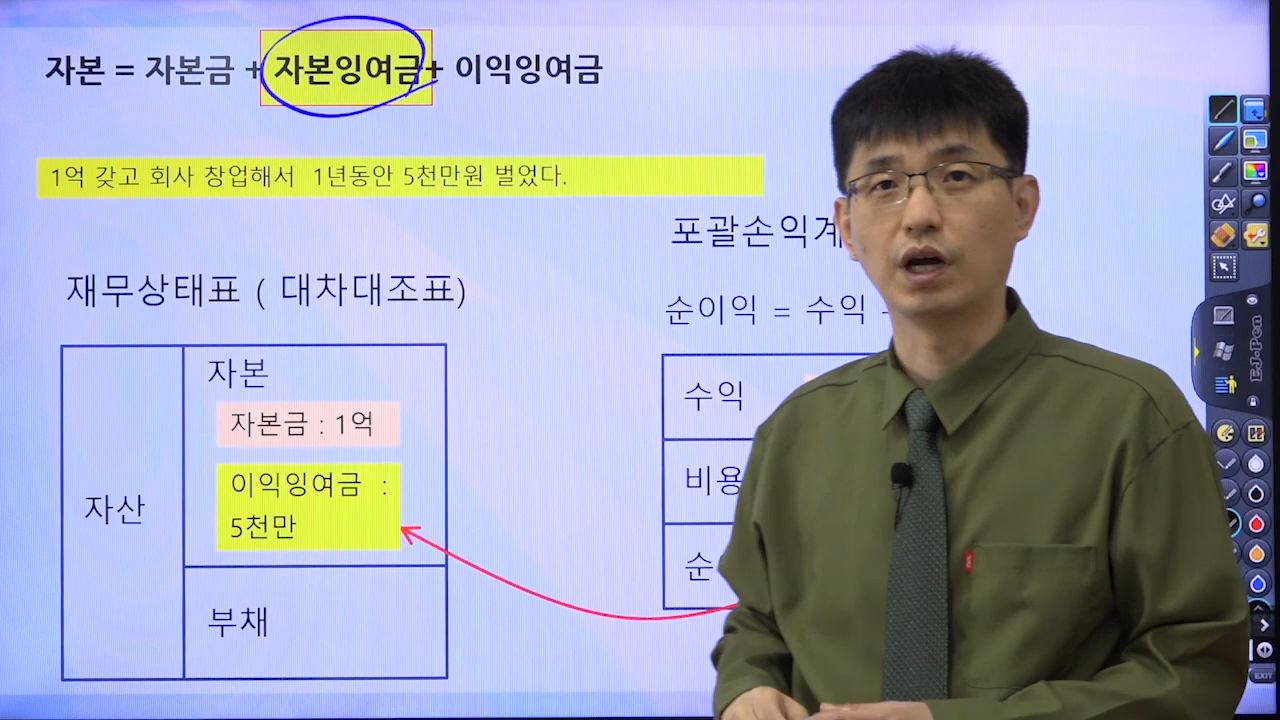 자본 = 자본금 + 자본잉여금+ 이익잉여금
1억 갖고 회사 창업해서 1년동안 5천만원 벌었다.
포괄손익계
재무상태표 ( 대차대조표)
순이익 = 수익 -
자본
자본금 : 1억
이익잉여금 :
5천만
자산
부채
수익
비용
순
EJ-Pen
EXIT